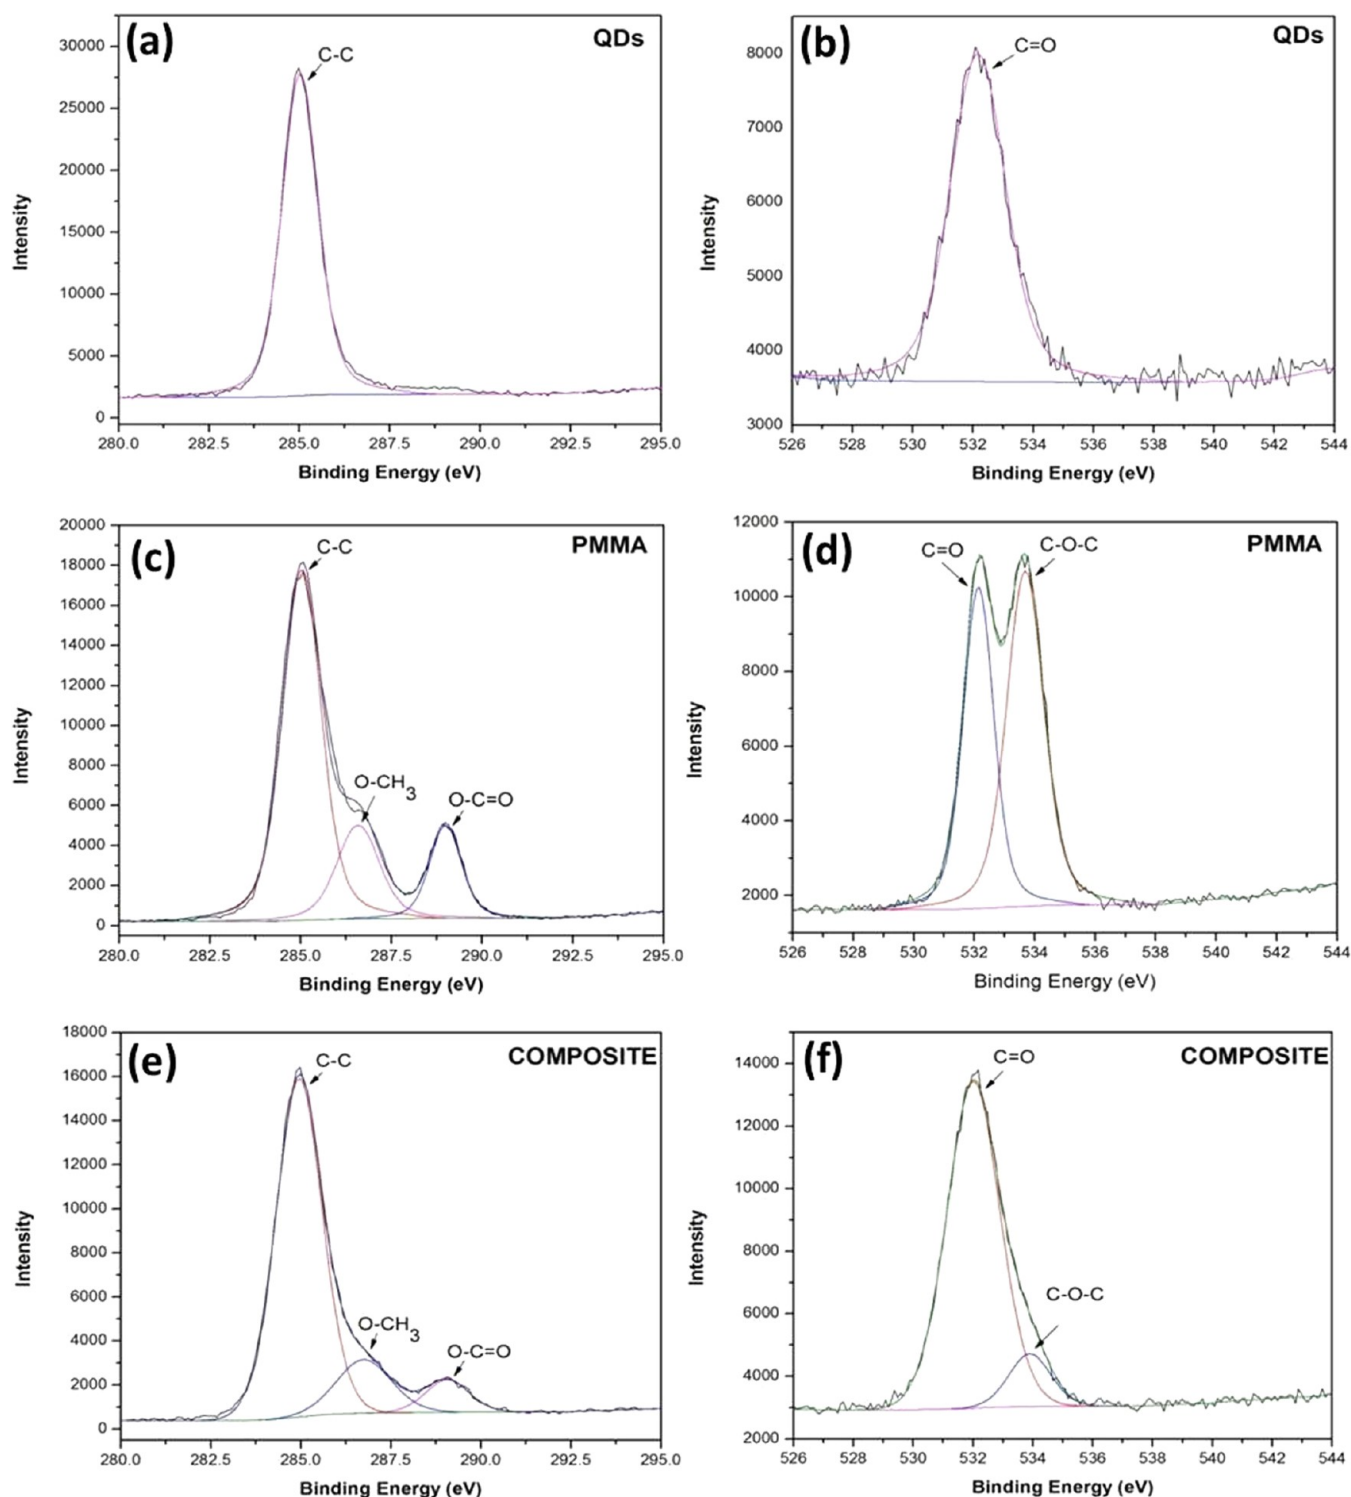 (a)
QDs
C-C
30000
25000
20000
15000
10000
5000
0
Intensity
280.0 282.5 285.0 287.5 290.0 292.5 295.0
Binding Energy (eV)
(b)
QDs
C=O
8000
7000
6000
5000
4000
3000
Intensity
526 528 530 532 534 536 538 540 542 544
Binding Energy (eV)
(c)
PMMA
C-C
O-CH3
O-C=O
20000
18000
16000
14000
12000
10000
8000
6000
4000
2000
0
Intensity
280.0 282.5 285.0 287.5 290.0 292.5 295.0
Binding Energy (eV)
(d)
PMMA
C=O
C-O-C
12000
10000
8000
6000
4000
2000
Intensity
526 528 530 532 534 536 538 540 542 544
Binding Energy (eV)
(e)
COMPOSITE
C-C
O-CH3
O-C=O
18000
16000
14000
12000
10000
8000
6000
4000
2000
0
Intensity
280.0 282.5 285.0 287.5 290.0 292.5 295.0
Binding Energy (eV)
(f)
COMPOSITE
C=O
C-O-C
14000
12000
10000
8000
6000
4000
2000
Intensity
526 528 530 532 534 536 538 540 542 544
Binding Energy (eV)